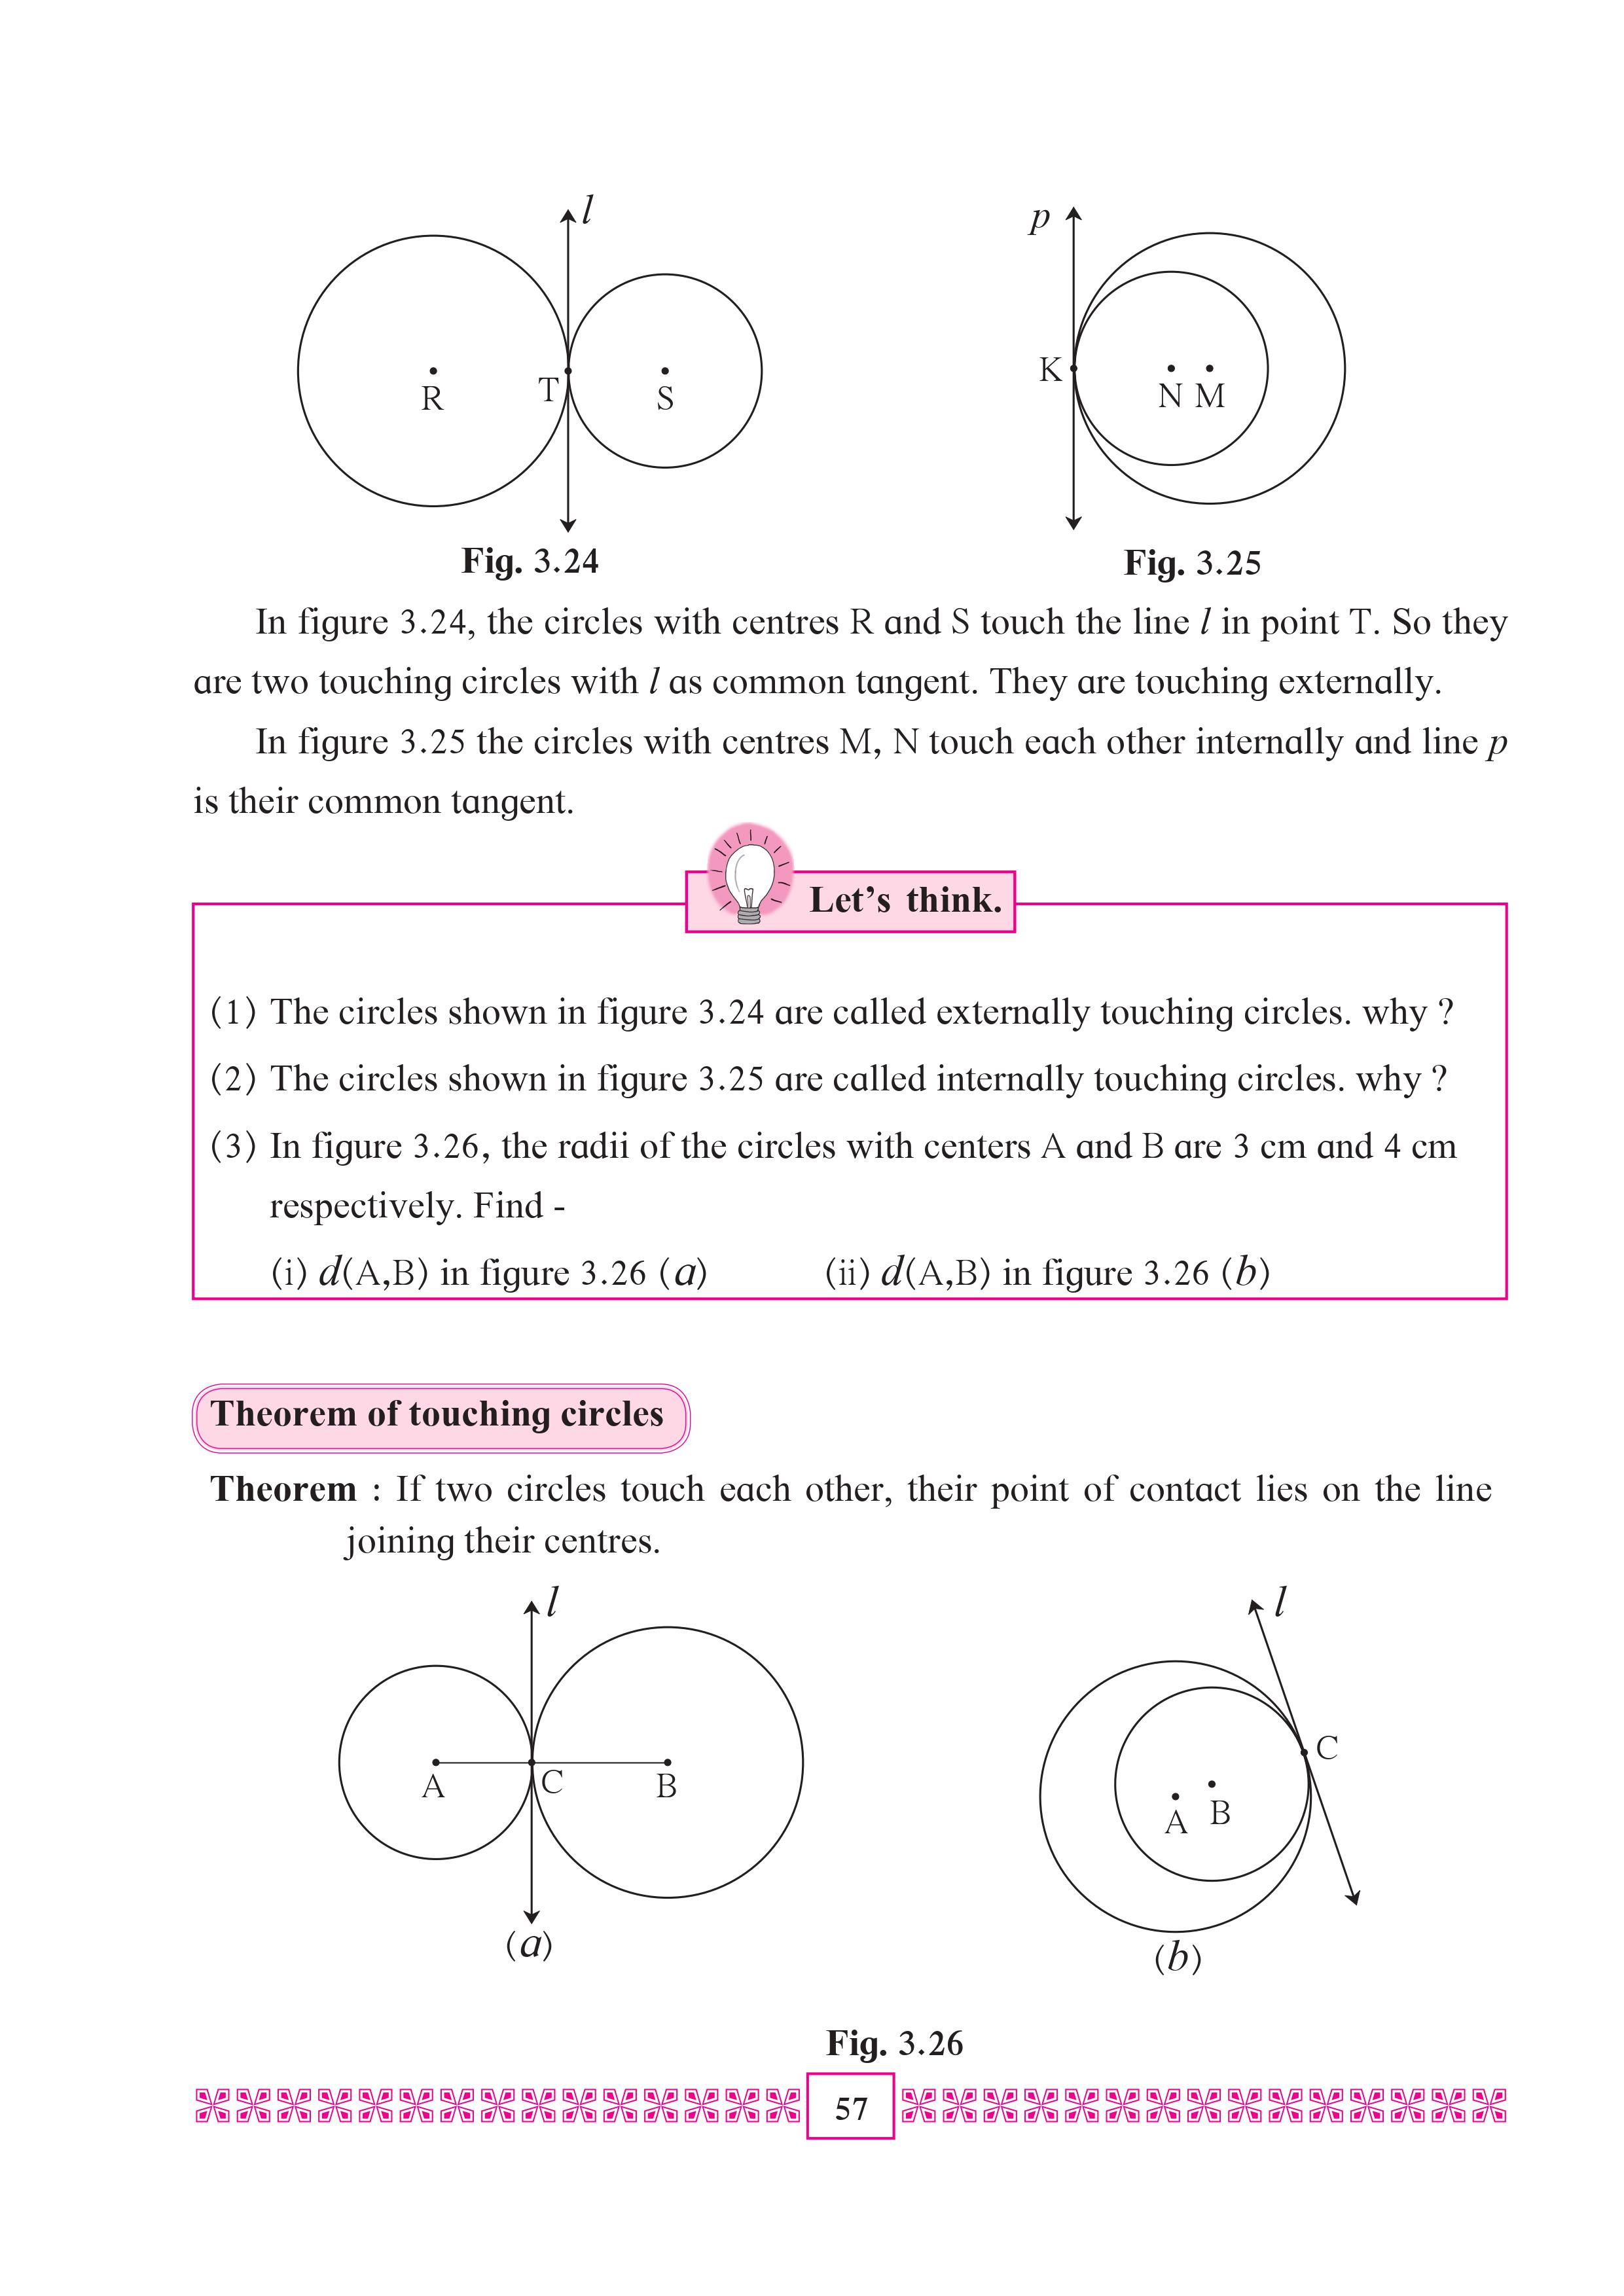 l
p
R
T
S
K
N M
Fig. 3.24
Fig. 3.25
In figure 3.24, the circles with centres R and S touch the line l in point T. So they
are two touching circles with l as common tangent. They are touching externally.
In figure 3.25 the circles with centres M, N touch each other internally and line p
is their common tangent.
Let's think.
(1) The circles shown in figure 3.24 are called externally touching circles. why ?
(2) The circles shown in figure 3.25 are called internally touching circles. why ?
(3) In figure 3.26, the radii of the circles with centers A and B are 3 cm and 4 cm
respectively. Find -
(i) d(A,B) in figure 3.26 (a) (ii) d(A,B) in figure 3.26 (b)
Theorem of touching circles
Theorem : If two circles touch each other, their point of contact lies on the line
joining their centres.
l
A
C
B
(a)
l
C
A
B
(b)
Fig. 3.26
57